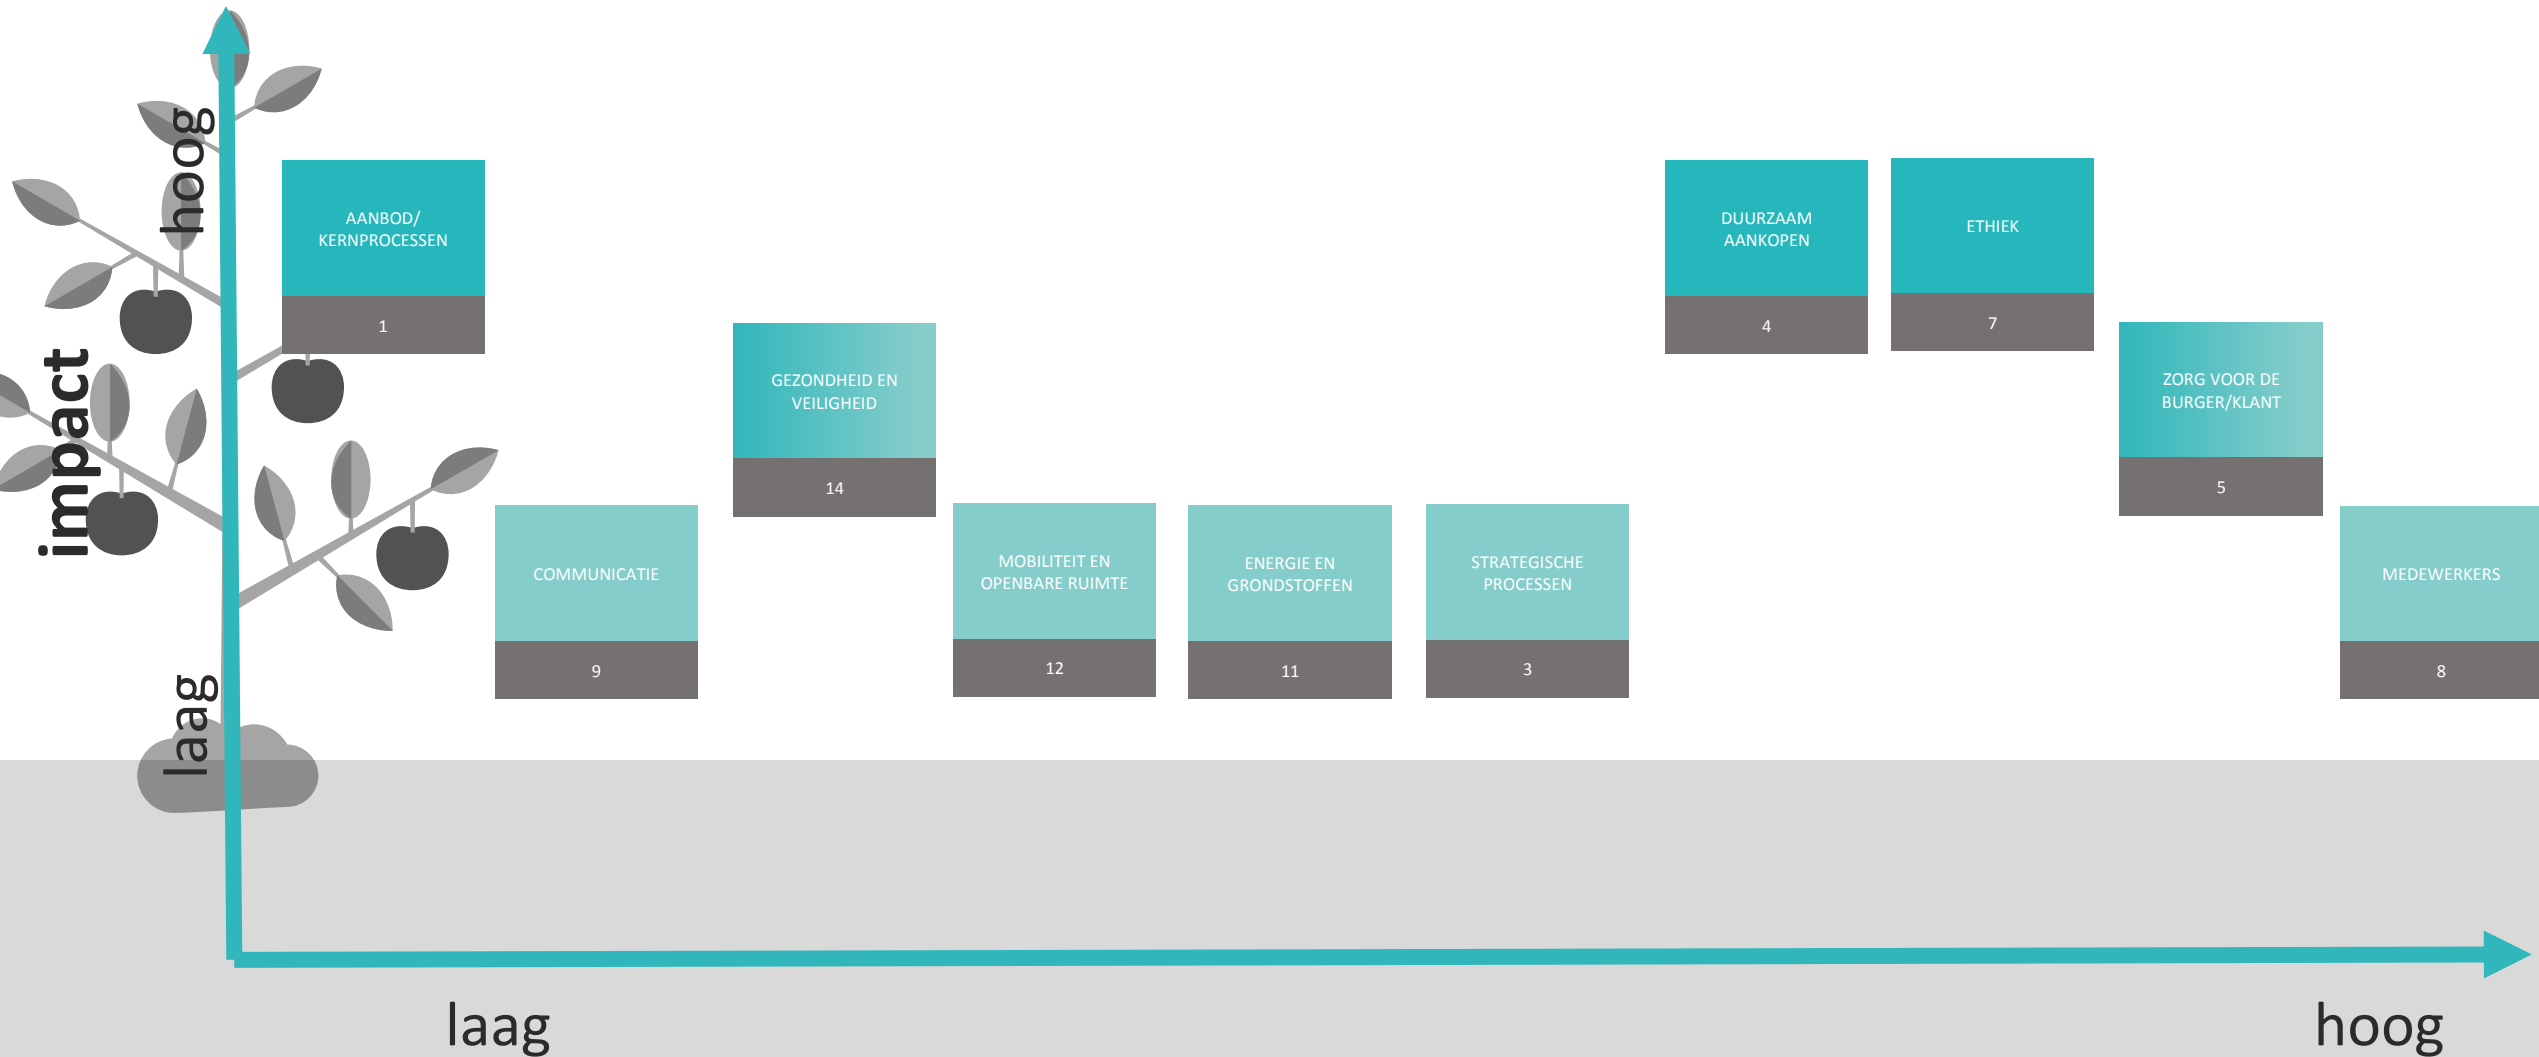 hoog
impact
laag
AANBOD/
KERNPROCESSEN
1
COMMUNICATIE
9
GEZONDHEID EN
VEILIGHEID
14
MOBILITEIT EN
OPENBARE RUIMTE
12
ENERGIE EN
GRONDSTOFFEN
11
STRATEGISCHE
PROCESSEN
3
DUURZAAM
AANKOPEN
4
ETHIEK
7
ZORG VOOR DE
BURGER/KLANT
5
MEDEWERKERS
8
laag
hoog